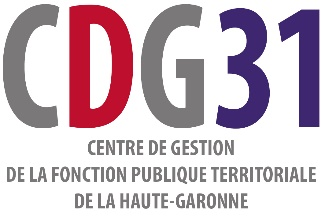 CDG31
CENTRE DE GESTION
DE LA FONCTION PUBLIQUE TERRITORIALE
DE LA HAUTE-GARONNE